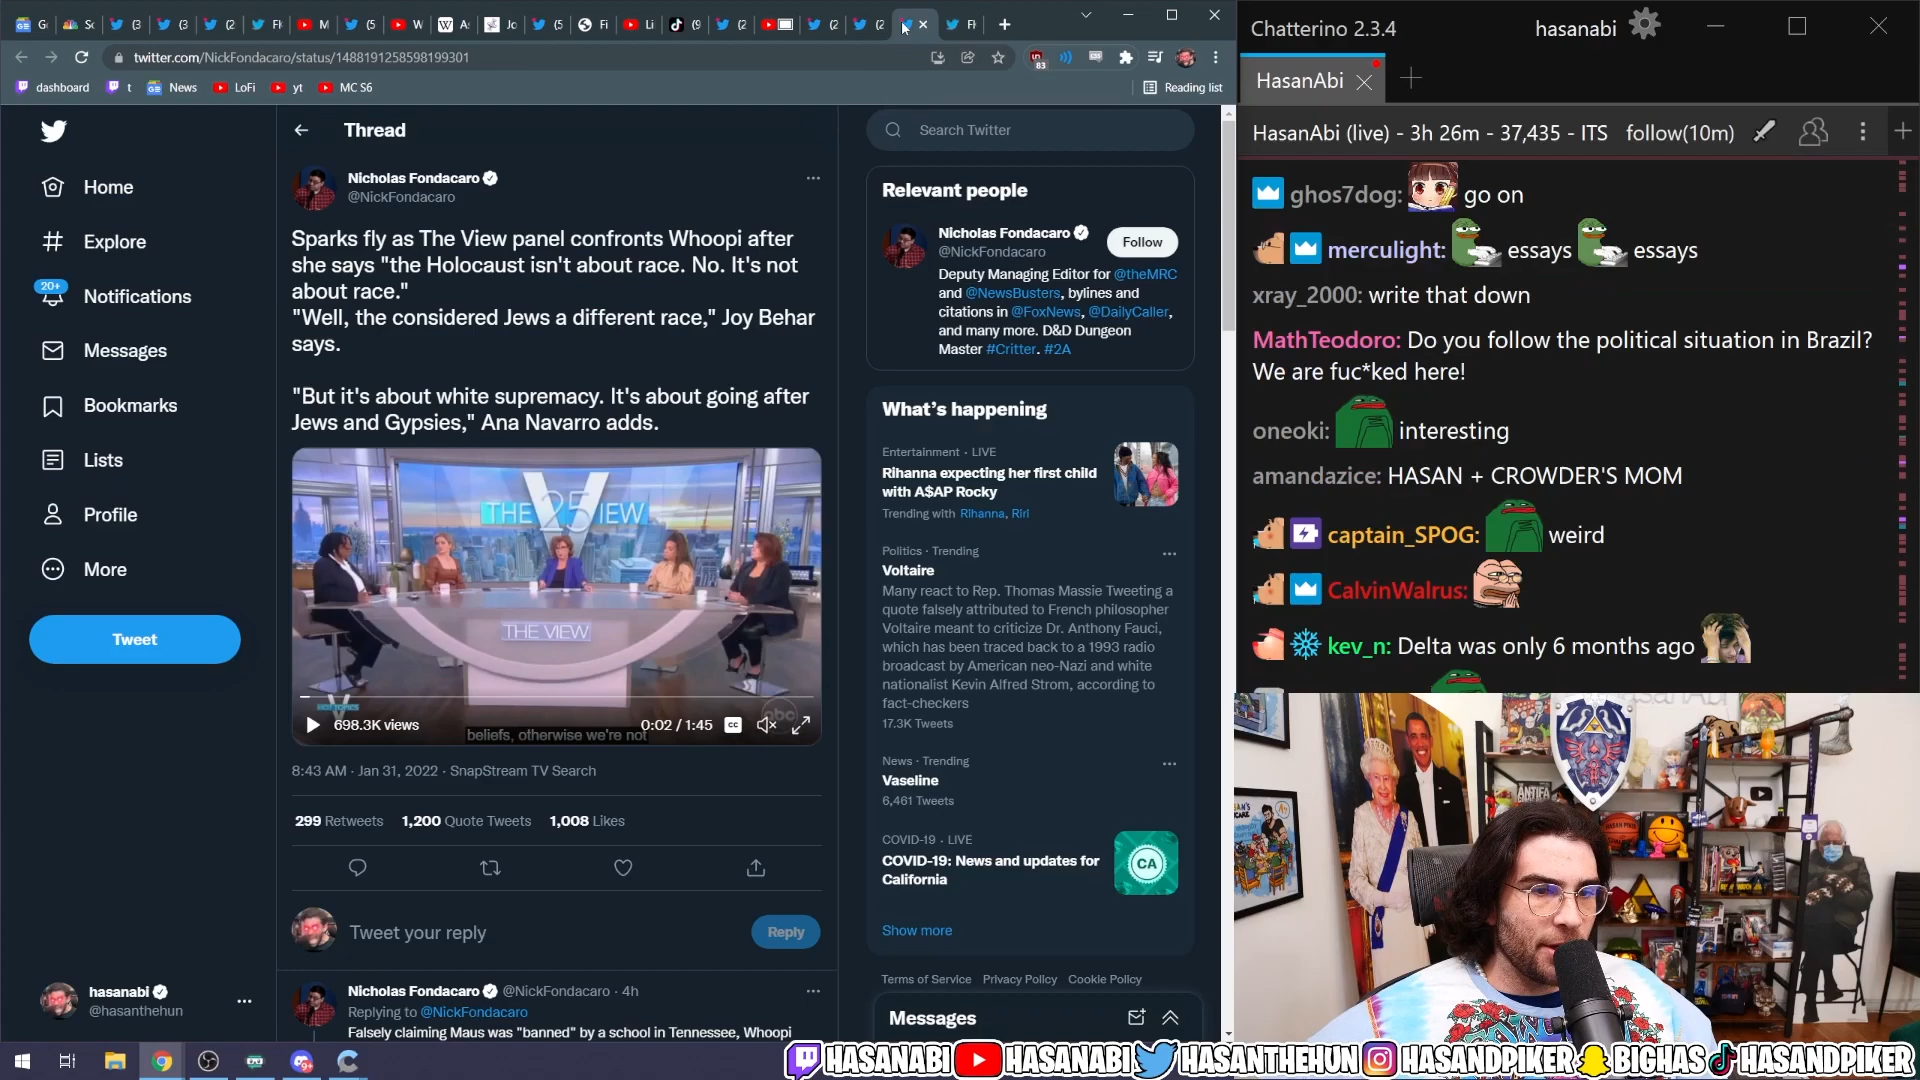 twitter.com/NickFondacaro/status/1488191258598199301
dashboard
t
News
LoFi
yt
MC S6
Reading list
83
Home
Explore
20+
Notifications
Messages
Bookmarks
Lists
Profile
More
Tweet
hasanabi
@hasanthehun
Thread
Nicholas Fondacaro
@NickFondacaro
Sparks fly as The View panel confronts Whoopi after
she says "the Holocaust isn't about race. No. It's not
about race."
"Well, the considered Jews a different race," Joy Behar
says.
"But it's about white supremacy. It's about going after
Jews and Gypsies," Ana Navarro adds.
THE VIEW
25
THE VIEW
698.3K views
0:02 / 1:45
cc
abc
beliefs, otherwise we're not
8:43 AM · Jan 31, 2022 · SnapStream TV Search
299 Retweets 1,200 Quote Tweets 1,008 Likes
Tweet your reply
Reply
Nicholas Fondacaro @NickFondacaro · 4h
Replying to @NickFondacaro
Falsely claiming Maus was "banned" by a school in Tennessee, Whoopi
Search Twitter
Relevant people
Nicholas Fondacaro
@NickFondacaro
Follow
Deputy Managing Editor for @theMRC
and @NewsBusters, bylines and
citations in @FoxNews, @DailyCaller,
and many more. D&D Dungeon
Master #Critter. #2A
What's happening
Entertainment · LIVE
Rihanna expecting her first child
with A$AP Rocky
Trending with Rihanna, Riri
Politics · Trending
Voltaire
Many react to Rep. Thomas Massie Tweeting a
quote falsely attributed to French philosopher
Voltaire meant to criticize Dr. Anthony Fauci,
which has been traced back to a 1993 radio
broadcast by American neo-Nazi and white
nationalist Kevin Alfred Strom, according to
fact-checkers
17.3K Tweets
News · Trending
Vaseline
6,461 Tweets
COVID-19 · LIVE
COVID-19: News and updates for
California
CA
Show more
Terms of Service Privacy Policy Cookie Policy
Messages
Chatterino 2.3.4
hasanabi
HasanAbi
HasanAbi (live) - 3h 26m - 37,435 - ITS follow(10m)
ghos7dog: go on
merculight: essays essays
xray_2000: write that down
MathTeodoro: Do you follow the political situation in Brazil?
We are fuc*ked here!
oneoki: interesting
amandazice: HASAN + CROWDER'S MOM
captain_SPOG: weird
CalvinWalrus:
kev_n: Delta was only 6 months ago
ANTIFA
HASANABI HASANABI HASANTHEHUN HASANDPIKER BIGHAS HASANDPIKER